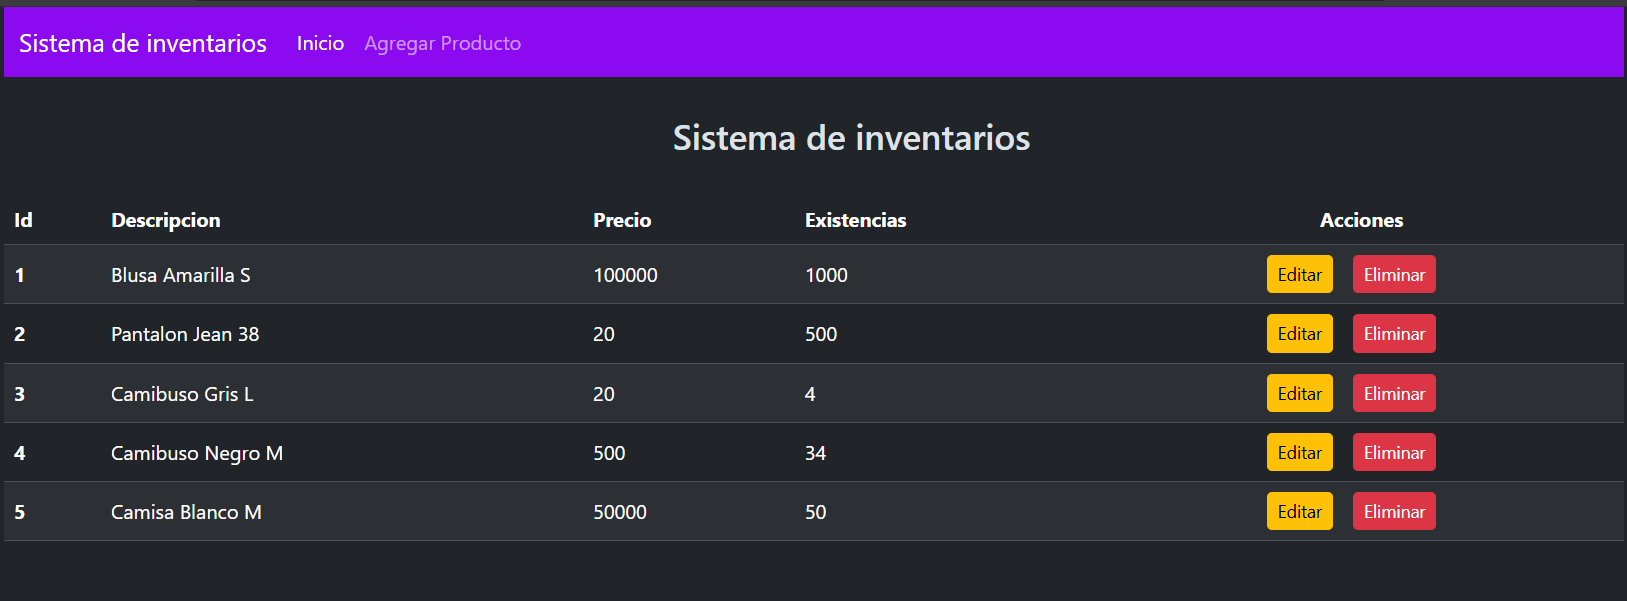 Sistema de inventarios Inicio Agregar Producto
Sistema de inventarios
Id Descripcion Precio Existencias Acciones
1 Blusa Amarilla S 100000 1000 Editar Eliminar
2 Pantalon Jean 38 20 500 Editar Eliminar
3 Camibuso Gris L 20 4 Editar Eliminar
4 Camibuso Negro M 500 34 Editar Eliminar
5 Camisa Blanco M 50000 50 Editar Eliminar